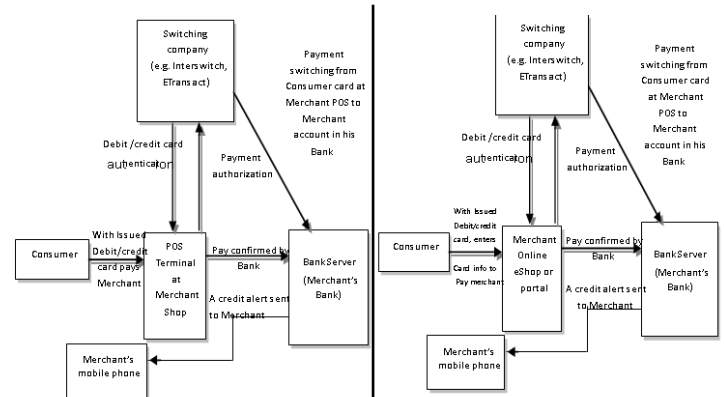 Switching
company
(e.g. Interswitch,
ETransact)
Payment
switching from
Consumer card at
Merchant POS to
Merchant
account in his
Bank
Debit /credit card
authentication
Payment
authorization
Consumer
With Issued
Debit/credit
card pays
Merchant
POS
Terminal
at
Merchant
Shop
Pay confirmed by
Bank
A credit alert sent
to Merchant
BankServer
(Merchant's
Bank)
Merchant's
mobile phone
Switching
company
(e.g. Interswitch,
ETransact)
Payment
switching from
Consumer card
at Merchant
POS to
Merchant
account in his
Bank
Debit /credit card
authentication
Payment
authorization
Consumer
With Issued
Debit/credit
card, enters
Card info to
Pay merchant
Merchant
Online
eShop or
portal
Pay confirmed by
Bank
A credit alert sent
to Merchant
BankServer
(Merchant's
Bank)
Merchant's
mobile phone